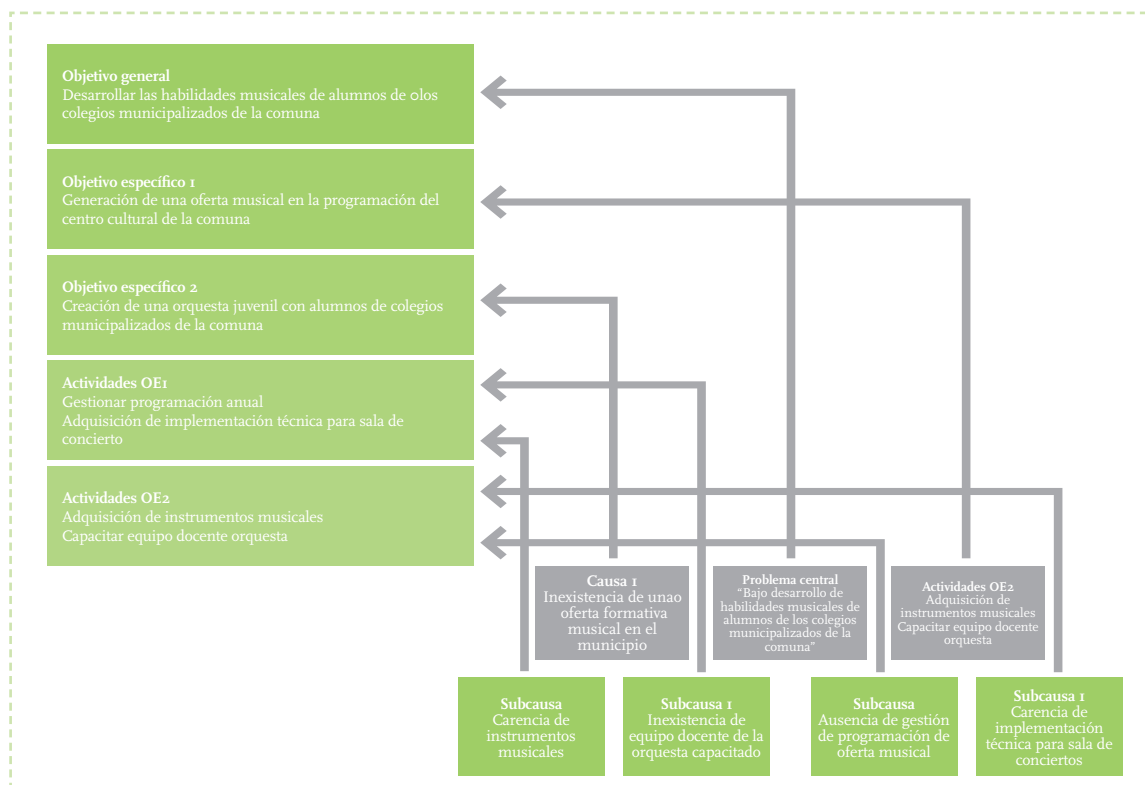 Objetivo general
Desarrollar las habilidades musicales de alumnos de olos
colegios municipalizados de la comuna
Objetivo específico 1
Generación de una oferta musical en la programación del
centro cultural de la comuna
Objetivo específico 2
Creación de una orquesta juvenil con alumnos de colegios
municipalizados de la comuna
Actividades OE1
Gestionar programación anual
Adquisición de implementación técnica para sala de
concierto
Actividades OE2
Adquisición de instrumentos musicales
Capacitar equipo docente orquesta
Causa 1
Inexistencia de unao
oferta formativa
musical en el
municipio
Problema central
“Bajo desarrollo de
habilidades musicales de
alumnos de los colegios
municipalizados de la
comuna”
Actividades OE2
Adquisición de
instrumentos musicales
Capacitar equipo docente
orquesta
Subcausa
Carencia de
instrumentos
musicales
Subcausa 1
Inexistencia de
equipo docente de la
orquesta capacitado
Subcausa
Ausencia de gestión
de programación de
oferta musical
Subcausa 1
Carencia de
implementación
técnica para sala de
conciertos